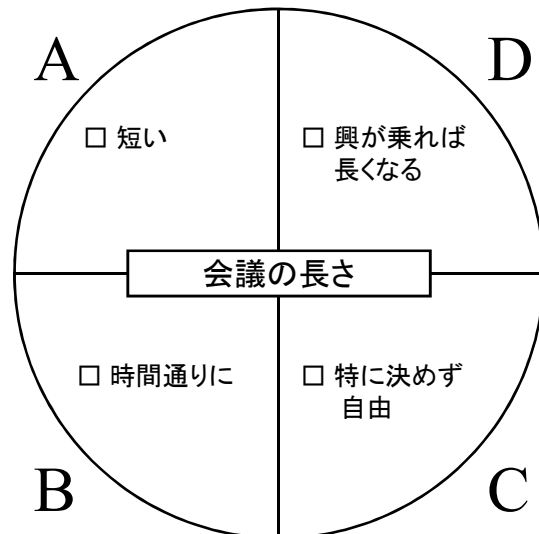 A
D
□ 短い
□ 興が乗れば
長くなる
会議の長さ
□ 時間通りに
□ 特に決めず
自由
B
C